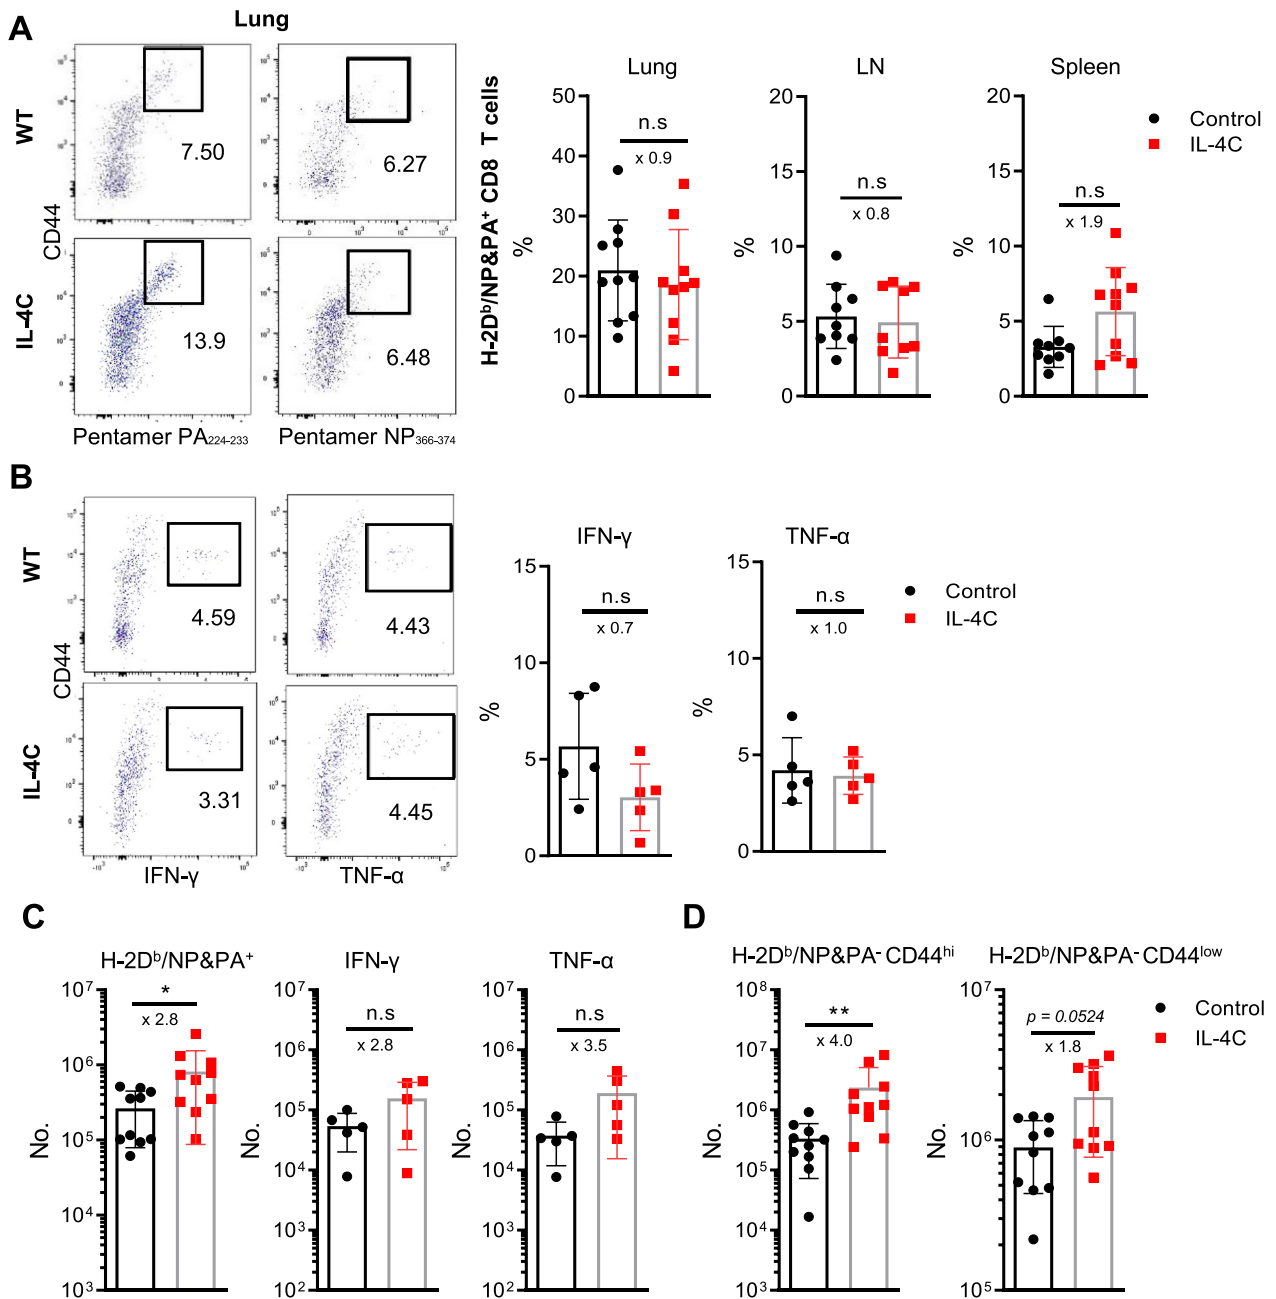 A
Lung
WT
7.50
6.27
CD44
IL-4C
13.9
6.48
Pentamer PA224-233
Pentamer NP366-374
H-2Dᵇ/NP&PA⁺ CD8 T cells
Lung
%
50
40
30
20
10
0
n.s
x 0.9
LN
%
20
15
10
5
0
n.s
x 0.8
Spleen
%
20
15
10
5
0
n.s
x 1.9
Control
IL-4C
B
WT
4.59
4.43
CD44
IL-4C
3.31
4.45
IFN-γ
TNF-α
IFN-γ
%
15
10
5
0
n.s
x 0.7
TNF-α
15
10
5
0
%
n.s
x 1.0
Control
IL-4C
C
H-2Dᵇ/NP&PA⁺
No.
10⁷
10⁶
10⁵
10⁴
10³
*
x 2.8
IFN-γ
No.
10⁷
10⁶
10⁵
10⁴
10³
10²
n.s
x 2.8
TNF-α
No.
10⁷
10⁶
10⁵
10⁴
10³
10²
n.s
x 3.5
D
H-2Dᵇ/NP&PA⁻ CD44ʰⁱ
No.
10⁸
10⁷
10⁶
10⁵
10⁴
10³
**
x 4.0
H-2Dᵇ/NP&PA⁻ CD44ˡᵒʷ
No.
10⁷
10⁶
10⁵
p = 0.0524
x 1.8
Control
IL-4C